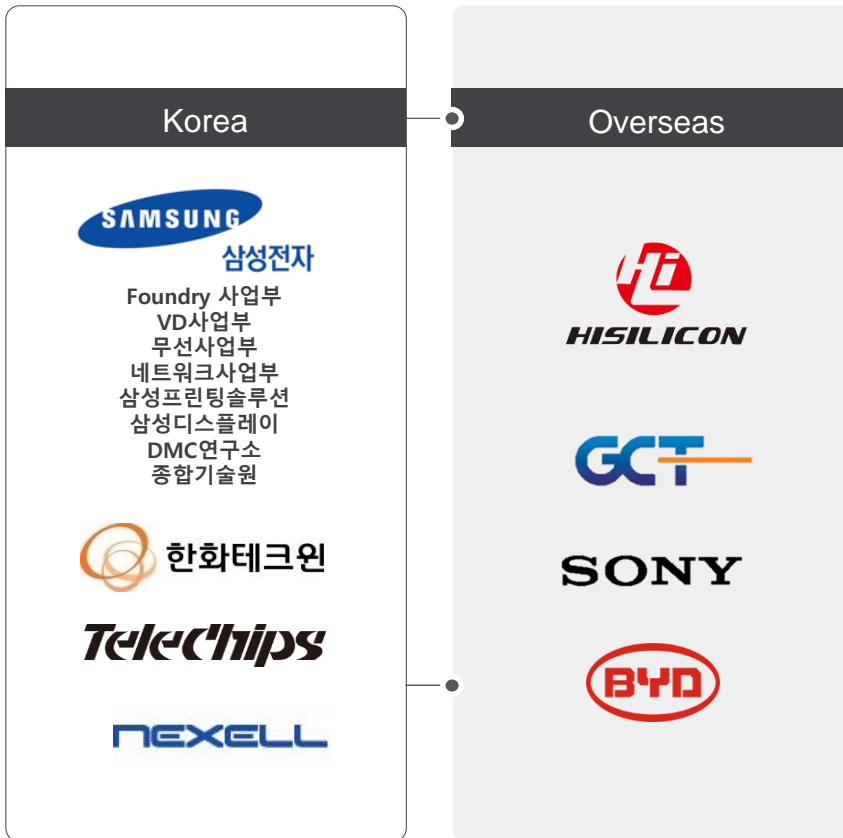 Korea
SAMSUNG
삼성전자
Foundry 사업부
VD사업부
무선사업부
네트워크사업부
삼성프린팅솔루션
삼성디스플레이
DMC연구소
종합기술원
한화테크윈
Telechips
NEXELL
Overseas
Hi
HISILICON
GCT
SONY
BYD